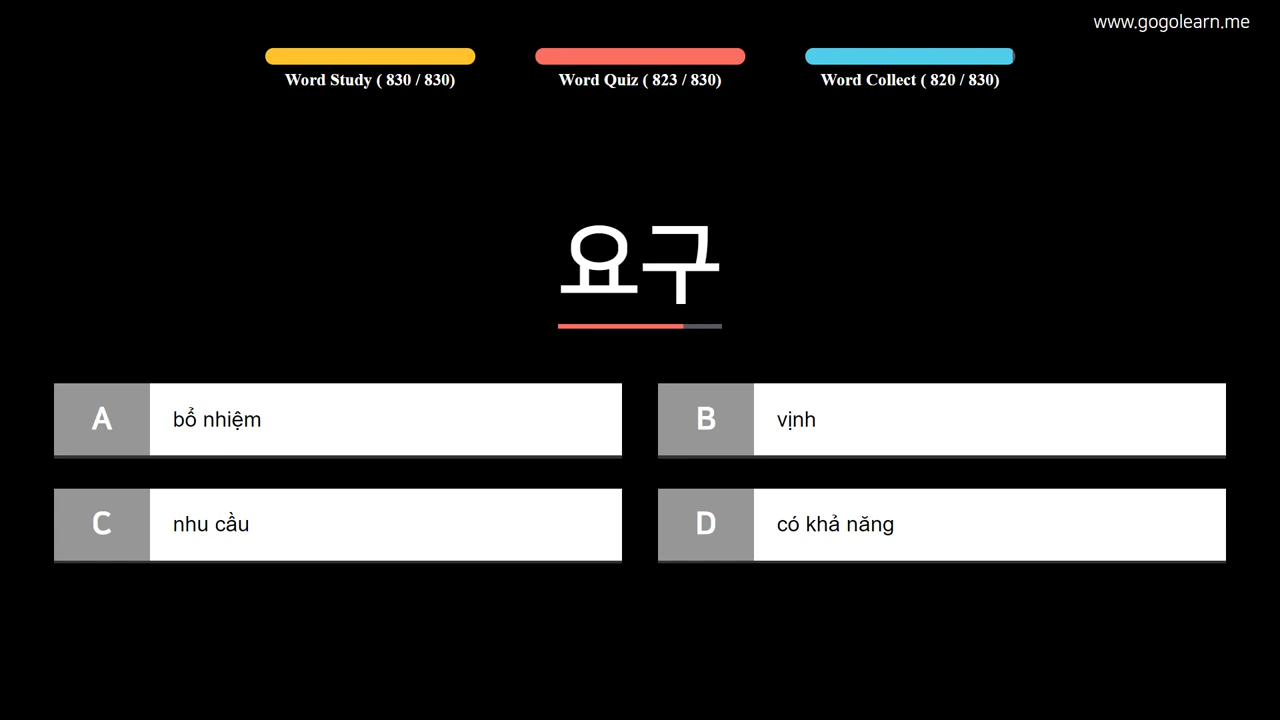 www.gogolearn.me
Word Study ( 830 / 830)
Word Quiz ( 823 / 830)
Word Collect ( 820 / 830)
요구
A bổ nhiệm
B vịnh
C nhu cầu
D có khả năng